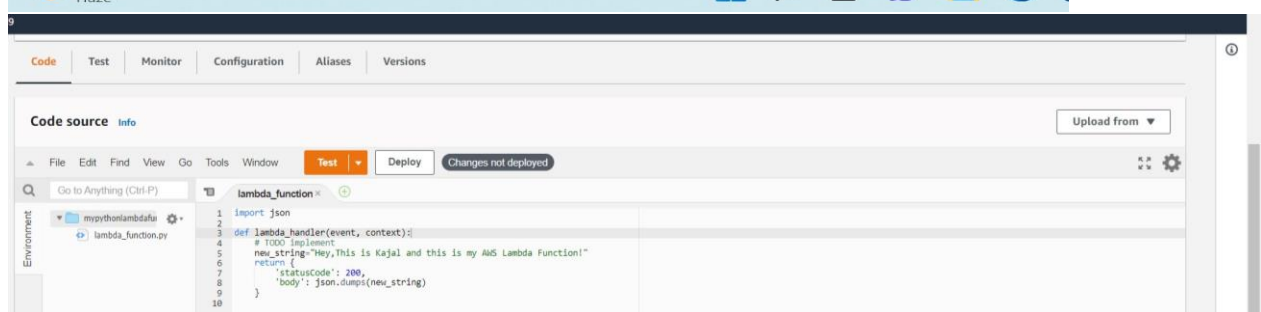 Haze
9
Code Test Monitor Configuration Aliases Versions
Code source Info
Upload from
File Edit Find View Go Tools Window Test Deploy Changes not deployed
Go to Anything (Ctrl-P)
lambda_function
Environment
mypythonlambdafu
lambda_function.py
1 import json
2
3 def lambda_handler(event, context):
4 # TODO implement
5 new_string="Hey,This is Kajal and this is my AWS Lambda Function!"
6 return {
7 'statusCode': 200,
8 'body': json.dumps(new_string)
9 }
10